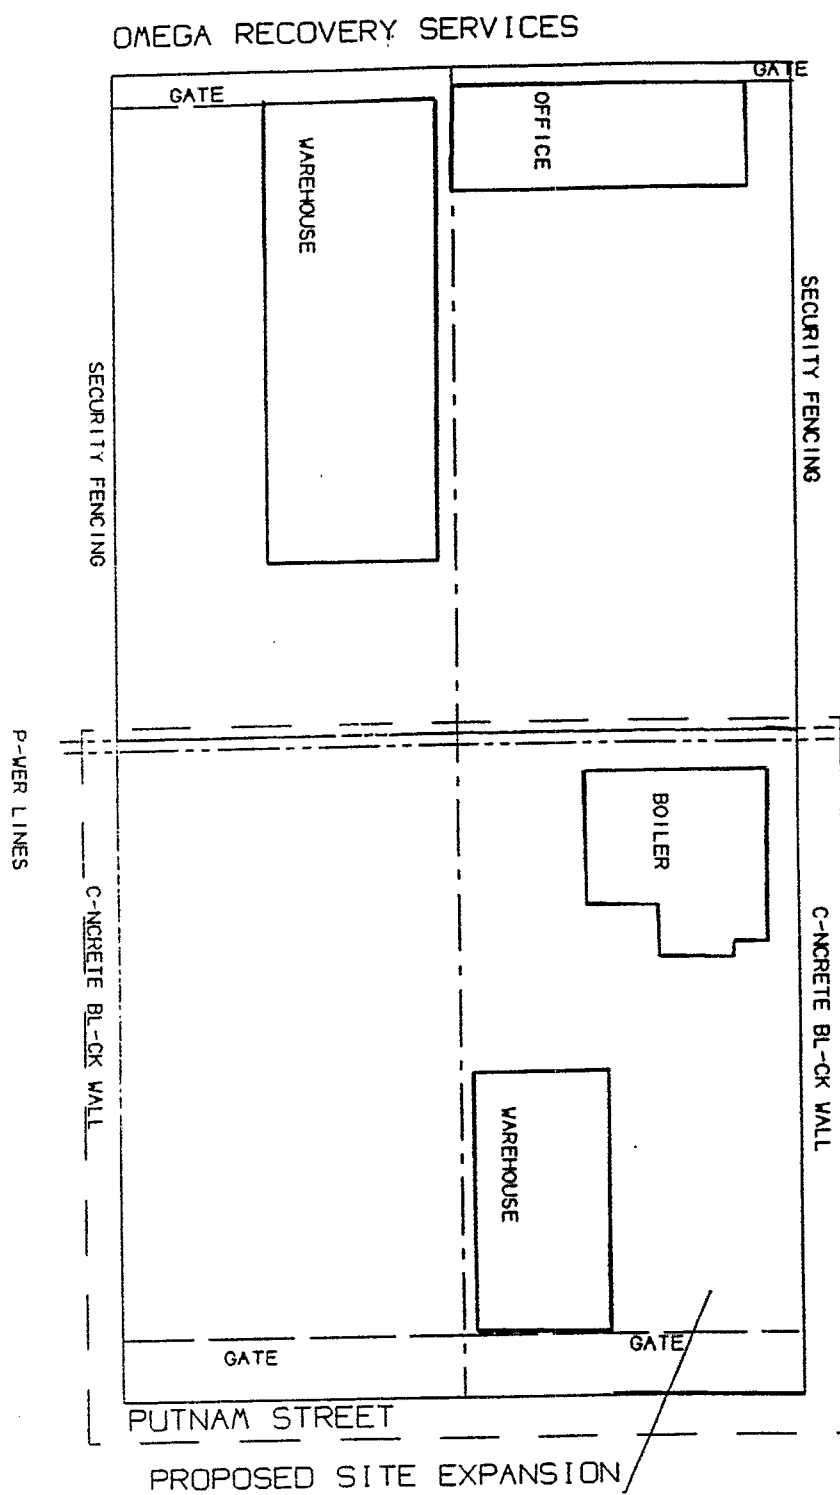 OMEGA RECOVERY SERVICES
GATE
GATE
OFFICE
WAREHOUSE
SECURITY FENCING
SECURITY FENCING
P-WER LINES
BOILER
C-NCRETE BL-CK WALL
C-NCRETE BL-CK WALL
WAREHOUSE
GATE
GATE
PUTNAM STREET
PROPOSED SITE EXPANSION